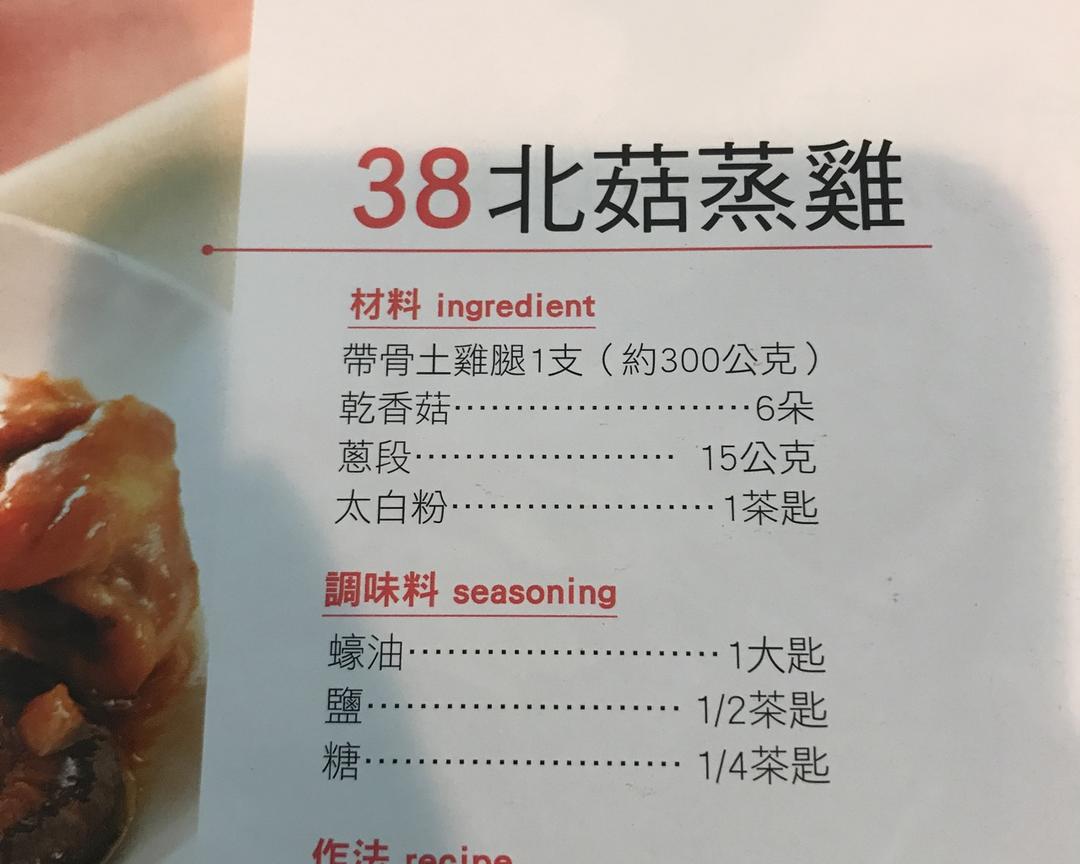 38北菇蒸雞
材料 ingredient
帶骨土雞腿1支（約300公克）
乾香菇……………………6朵
蔥段………………… 15公克
太白粉…………………1茶匙
調味料 seasoning
蠔油……………………1大匙
鹽…………………… 1/2茶匙
糖…………………… 1/4茶匙
作法 recipe